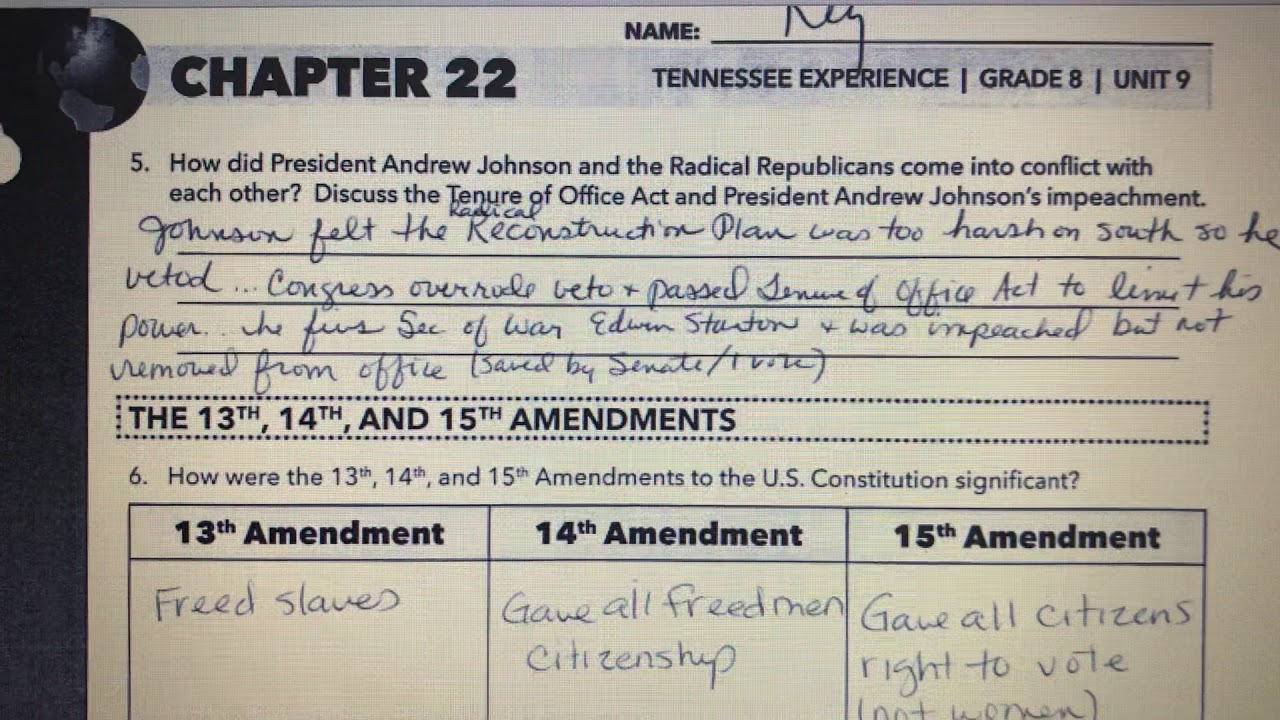 NAME: Key
CHAPTER 22
TENNESSEE EXPERIENCE | GRADE 8 | UNIT 9
5. How did President Andrew Johnson and the Radical Republicans come into conflict with
each other? Discuss the Tenure of Office Act and President Andrew Johnson's impeachment.
Radical
Johnson felt the Reconstruction Plan was too harsh on south so he
vetod ... Congress overrode veto + passed Tenure of Office Act to limit his
power.. he fires Sec of War Edwin Stanton + was impeached but not
removed from office (saved by Senate/1 vote)
THE 13TH, 14TH, AND 15TH AMENDMENTS
6. How were the 13th, 14th, and 15th Amendments to the U.S. Constitution significant?
13th Amendment 14th Amendment 15th Amendment
Freed slaves
Gave all freedmen
citizenship
Gave all citizens
right to vote
(not women)